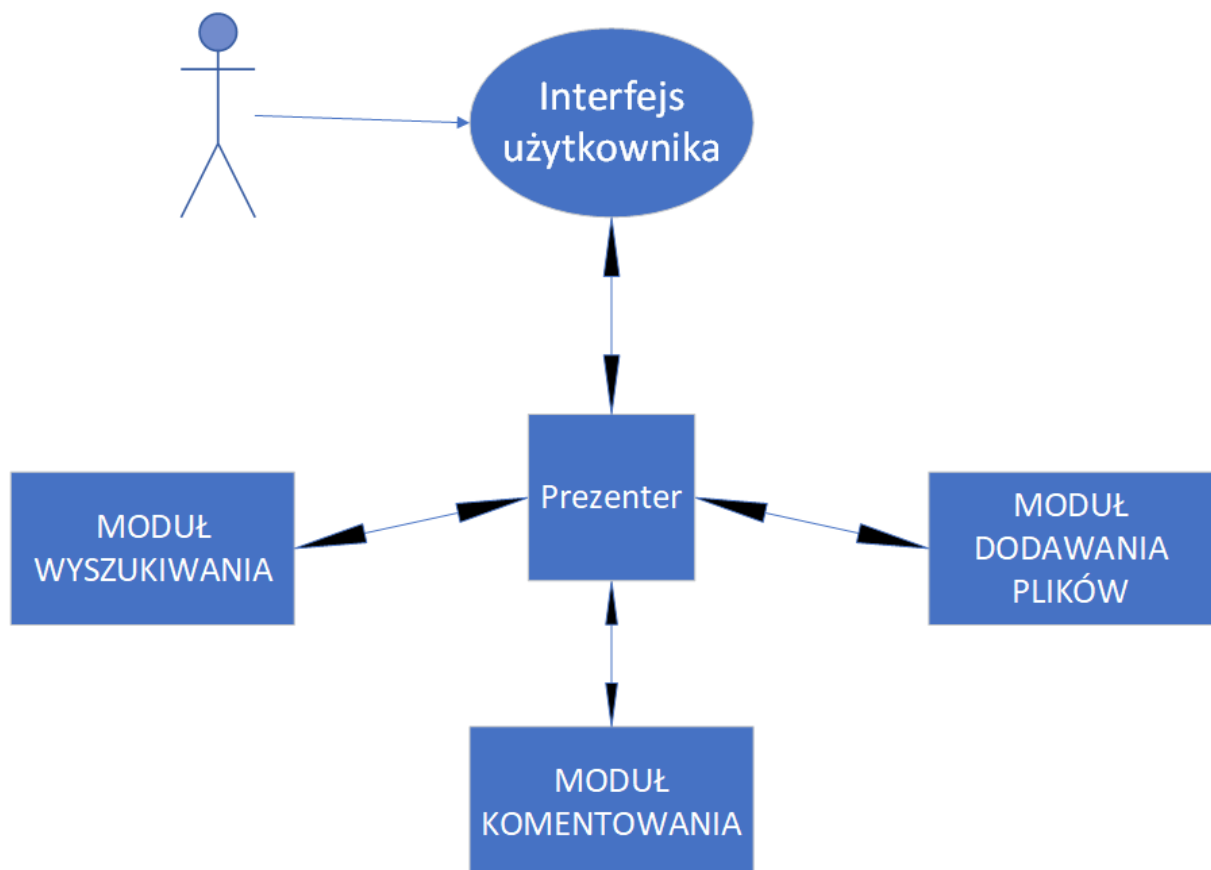 Interfejs
użytkownika
Prezenter
MODUŁ
WYSZUKIWANIA
MODUŁ
DODAWANIA
PLIKÓW
MODUŁ
KOMENTOWANIA